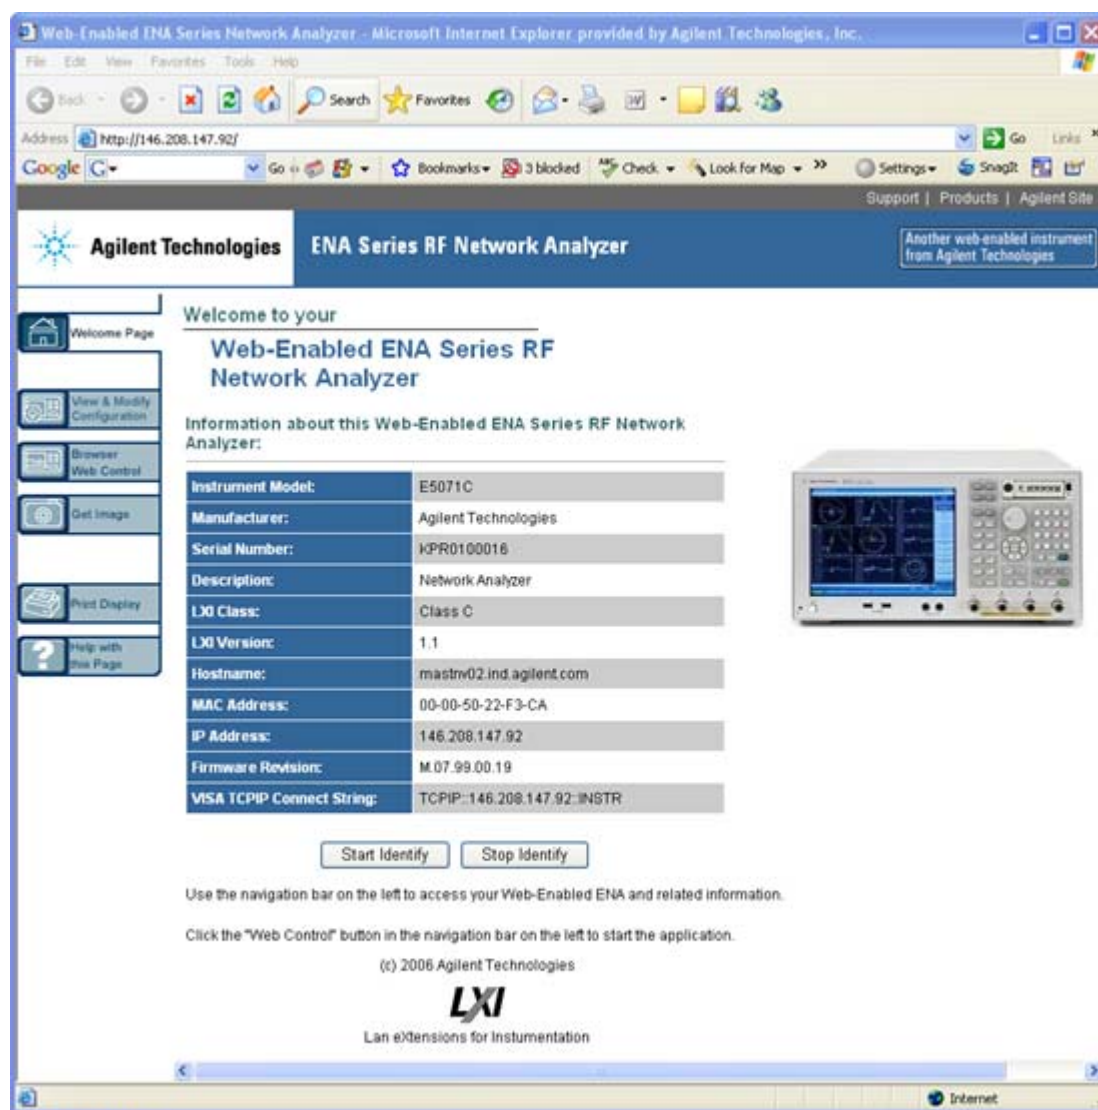 Web-Enabled ENA Series Network Analyzer - Microsoft Internet Explorer provided by Agilent Technologies, Inc.
File Edit View Favorites Tools Help
Back Search Favorites
Address http://146.208.147.92/ Go Links
Google G Go Bookmarks 3 blocked ABC Check Look for Map Settings SnagIt
Support | Products | Agilent Site
Agilent Technologies ENA Series RF Network Analyzer
Another web-enabled instrument
from Agilent Technologies
Welcome Page
View & Modify
Configuration
Browser
Web Control
Get Image
Print Display
Help with
this Page
Welcome to your
Web-Enabled ENA Series RF
Network Analyzer
Information about this Web-Enabled ENA Series RF Network
Analyzer:
Instrument Model: E5071C
Manufacturer: Agilent Technologies
Serial Number: KPR0100016
Description: Network Analyzer
LXI Class: Class C
LXI Version: 1.1
Hostname: mastnv02.ind.agilent.com
MAC Address: 00-00-50-22-F3-CA
IP Address: 146.208.147.92
Firmware Revision: M.07.99.00.19
VISA TCPIP Connect String: TCPIP::146.208.147.92::INSTR
Start Identify Stop Identify
Use the navigation bar on the left to access your Web-Enabled ENA and related information.
Click the "Web Control" button in the navigation bar on the left to start the application.
(c) 2006 Agilent Technologies
LXI
Lan eXtensions for Instumentation
Internet